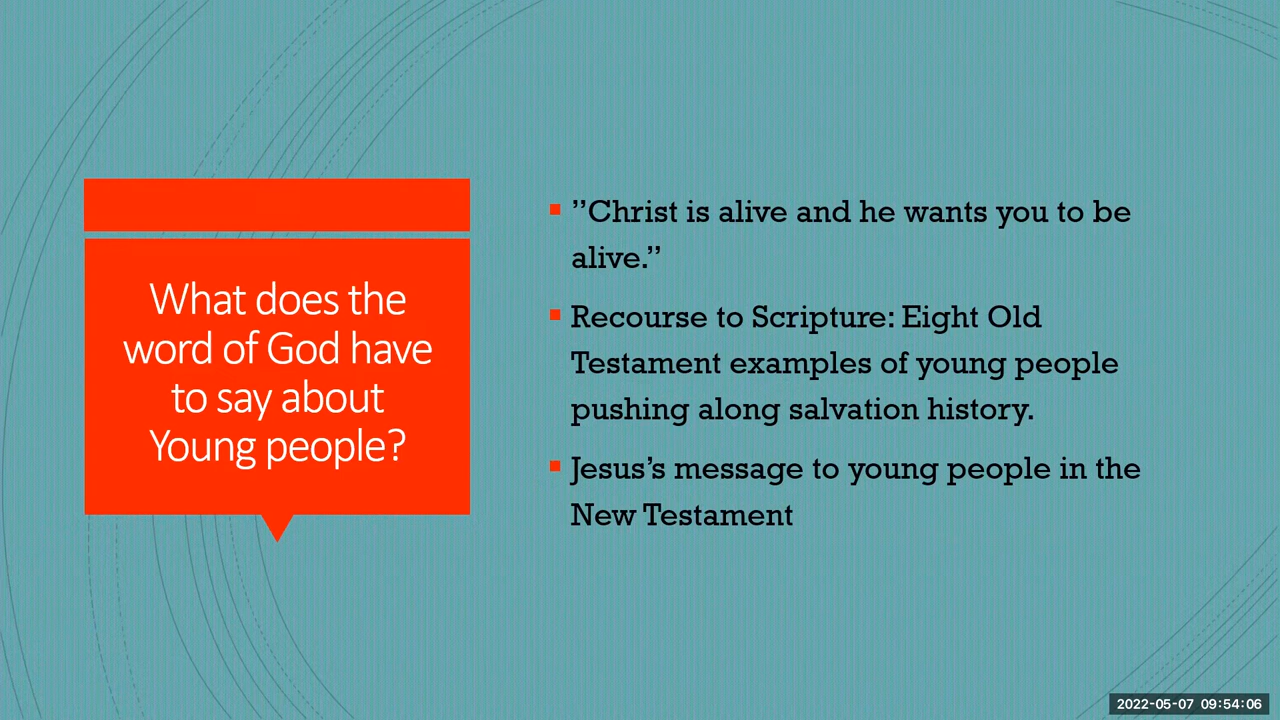 What does the
word of God have
to say about
Young people?
”Christ is alive and he wants you to be
alive.”
Recourse to Scripture: Eight Old
Testament examples of young people
pushing along salvation history.
Jesus’s message to young people in the
New Testament
2022-05-07 09:54:06